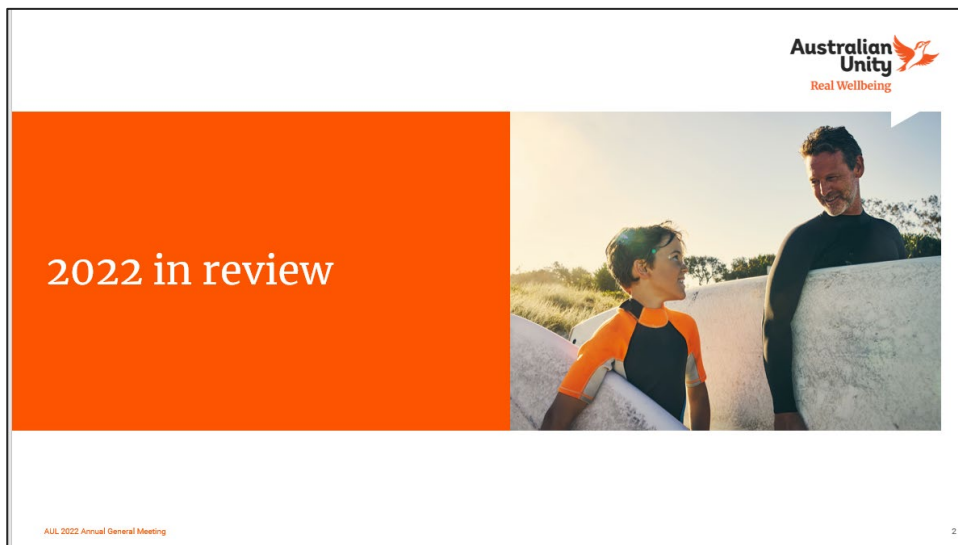 Australian
Unity
Real Wellbeing
2022 in review
AUL 2022 Annual General Meeting
2